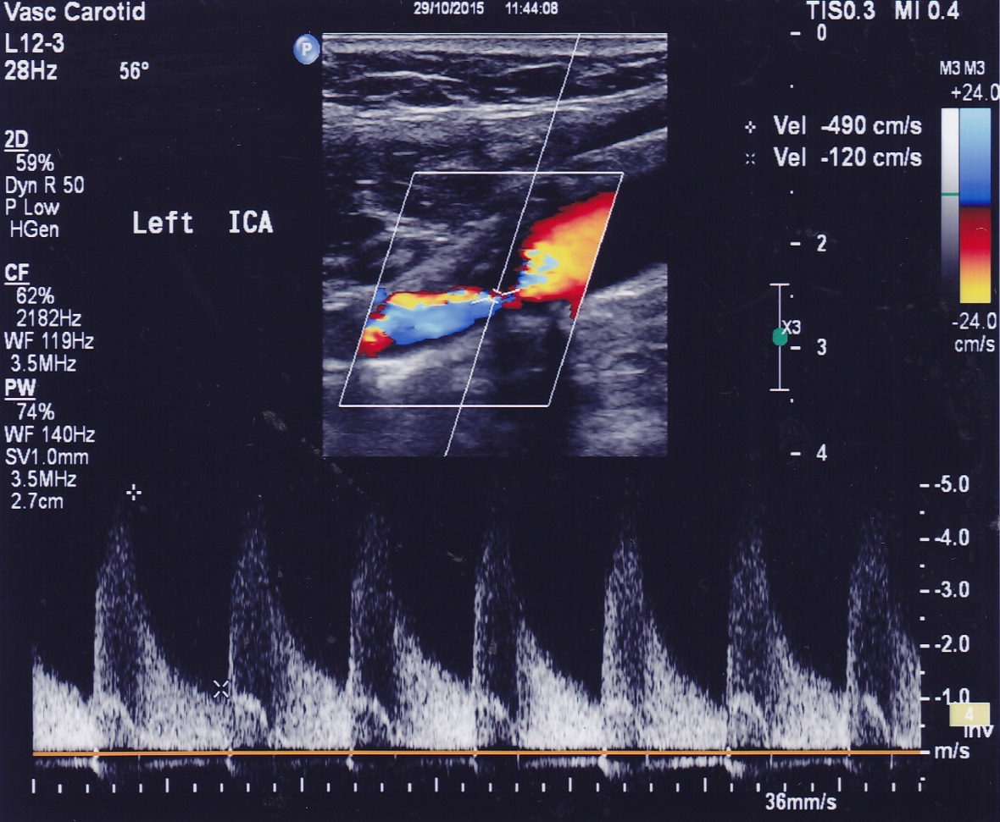 Vasc Carotid
29/10/2015 11:44:08
TIS0.3 MI 0.4
L12-3
28Hz 56°
P
0
M3 M3
+24.0
Vel -490 cm/s
Vel -120 cm/s
2D
59%
Dyn R 50
P Low
HGen
Left ICA
2
CF
62%
2182Hz
WF 119Hz
3.5MHz
X3
3
-24.0
cm/s
PW
74%
WF 140Hz
SV1.0mm
3.5MHz
2.7cm
4
-5.0
-4.0
-3.0
-2.0
-1.0
4
inv
m/s
36mm/s